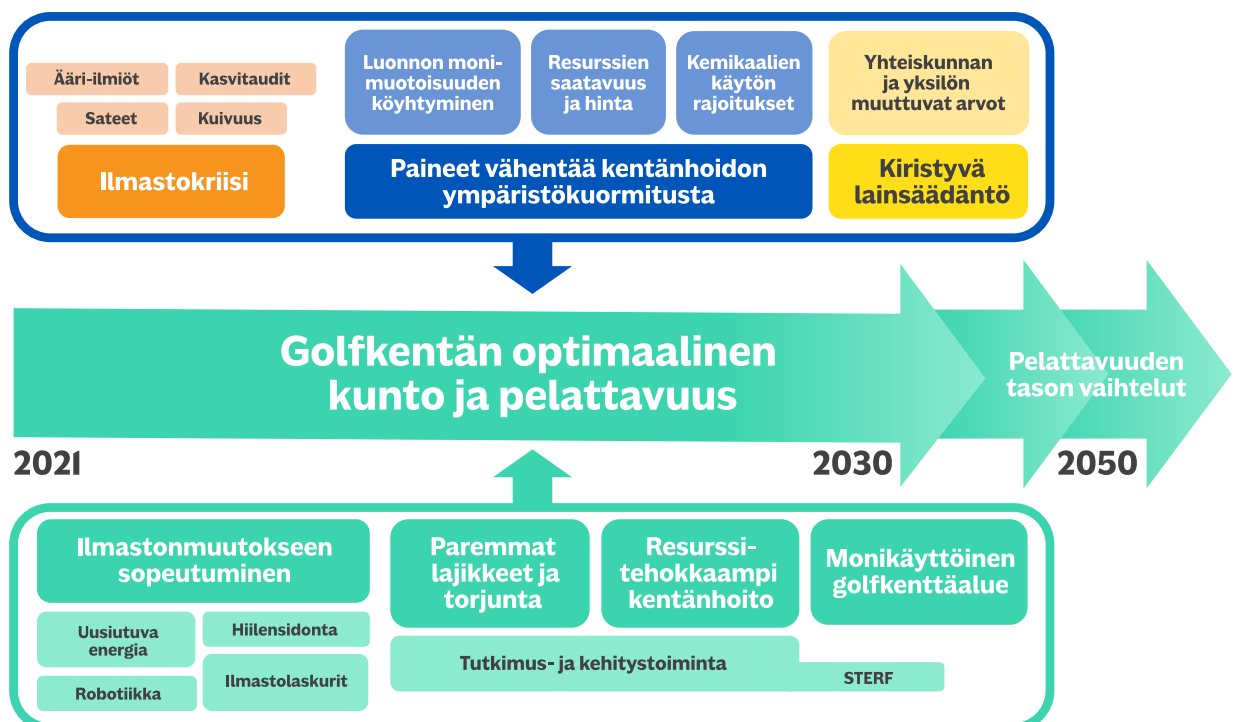 Ääri-ilmiöt
Kasvitaudit
Sateet
Kuivuus
Ilmastokriisi
Luonnon moni-
muotoisuuden
köyhtyminen
Resurssien
saatavuus
ja hinta
Kemikaalien
käytön
rajoitukset
Paineet vähentää kentänhoidon
ympäristökuormitusta
Yhteiskunnan
ja yksilön
muuttuvat arvot
Kiristyvä
lainsäädäntö
Golfkentän optimaalinen
kunto ja pelattavuus
Pelattavuuden
tason vaihtelut
2021
2030
2050
Ilmastonmuutokseen
sopeutuminen
Uusiutuva
energia
Hiilensidonta
Robotiikka
Ilmastolaskurit
Paremmat
lajikkeet ja
torjunta
Resurssi-
tehokkaampi
kentänhoito
Monikäyttöinen
golfkenttäalue
Tutkimus- ja kehitystoiminta
STERF